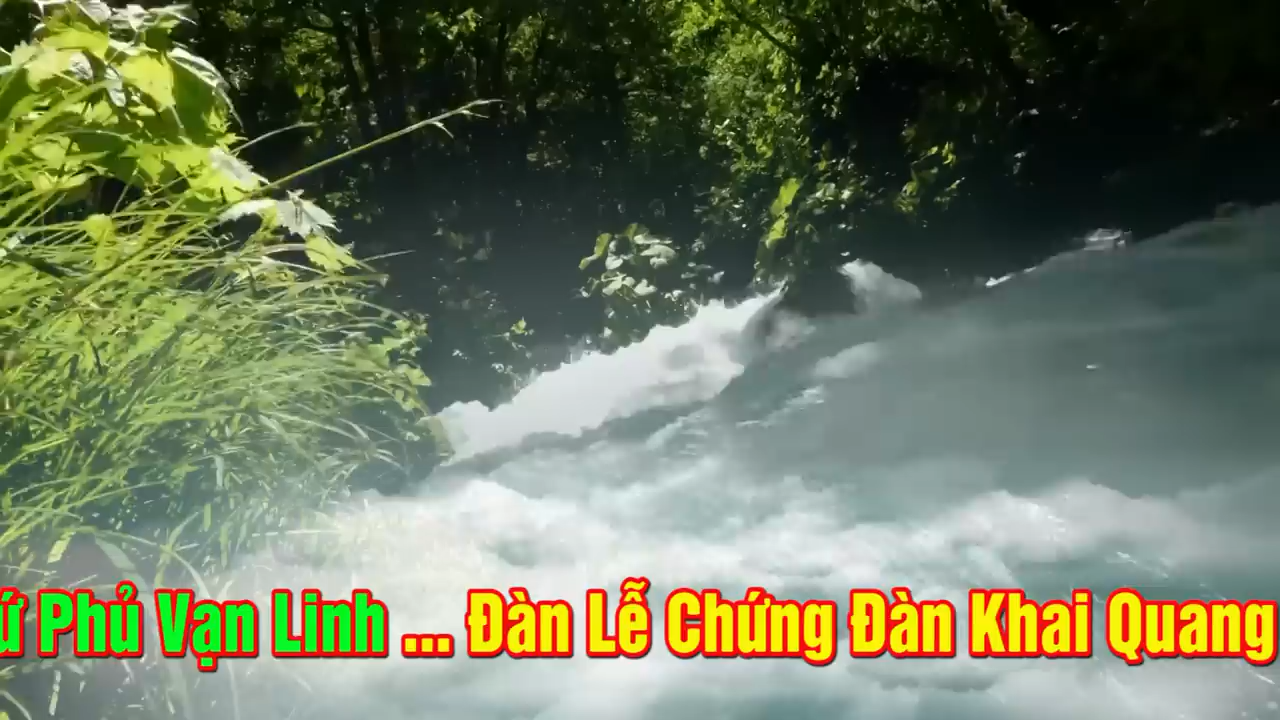 Phủ Vạn Linh ... Đàn Lễ Chứng Đàn Khai Quang